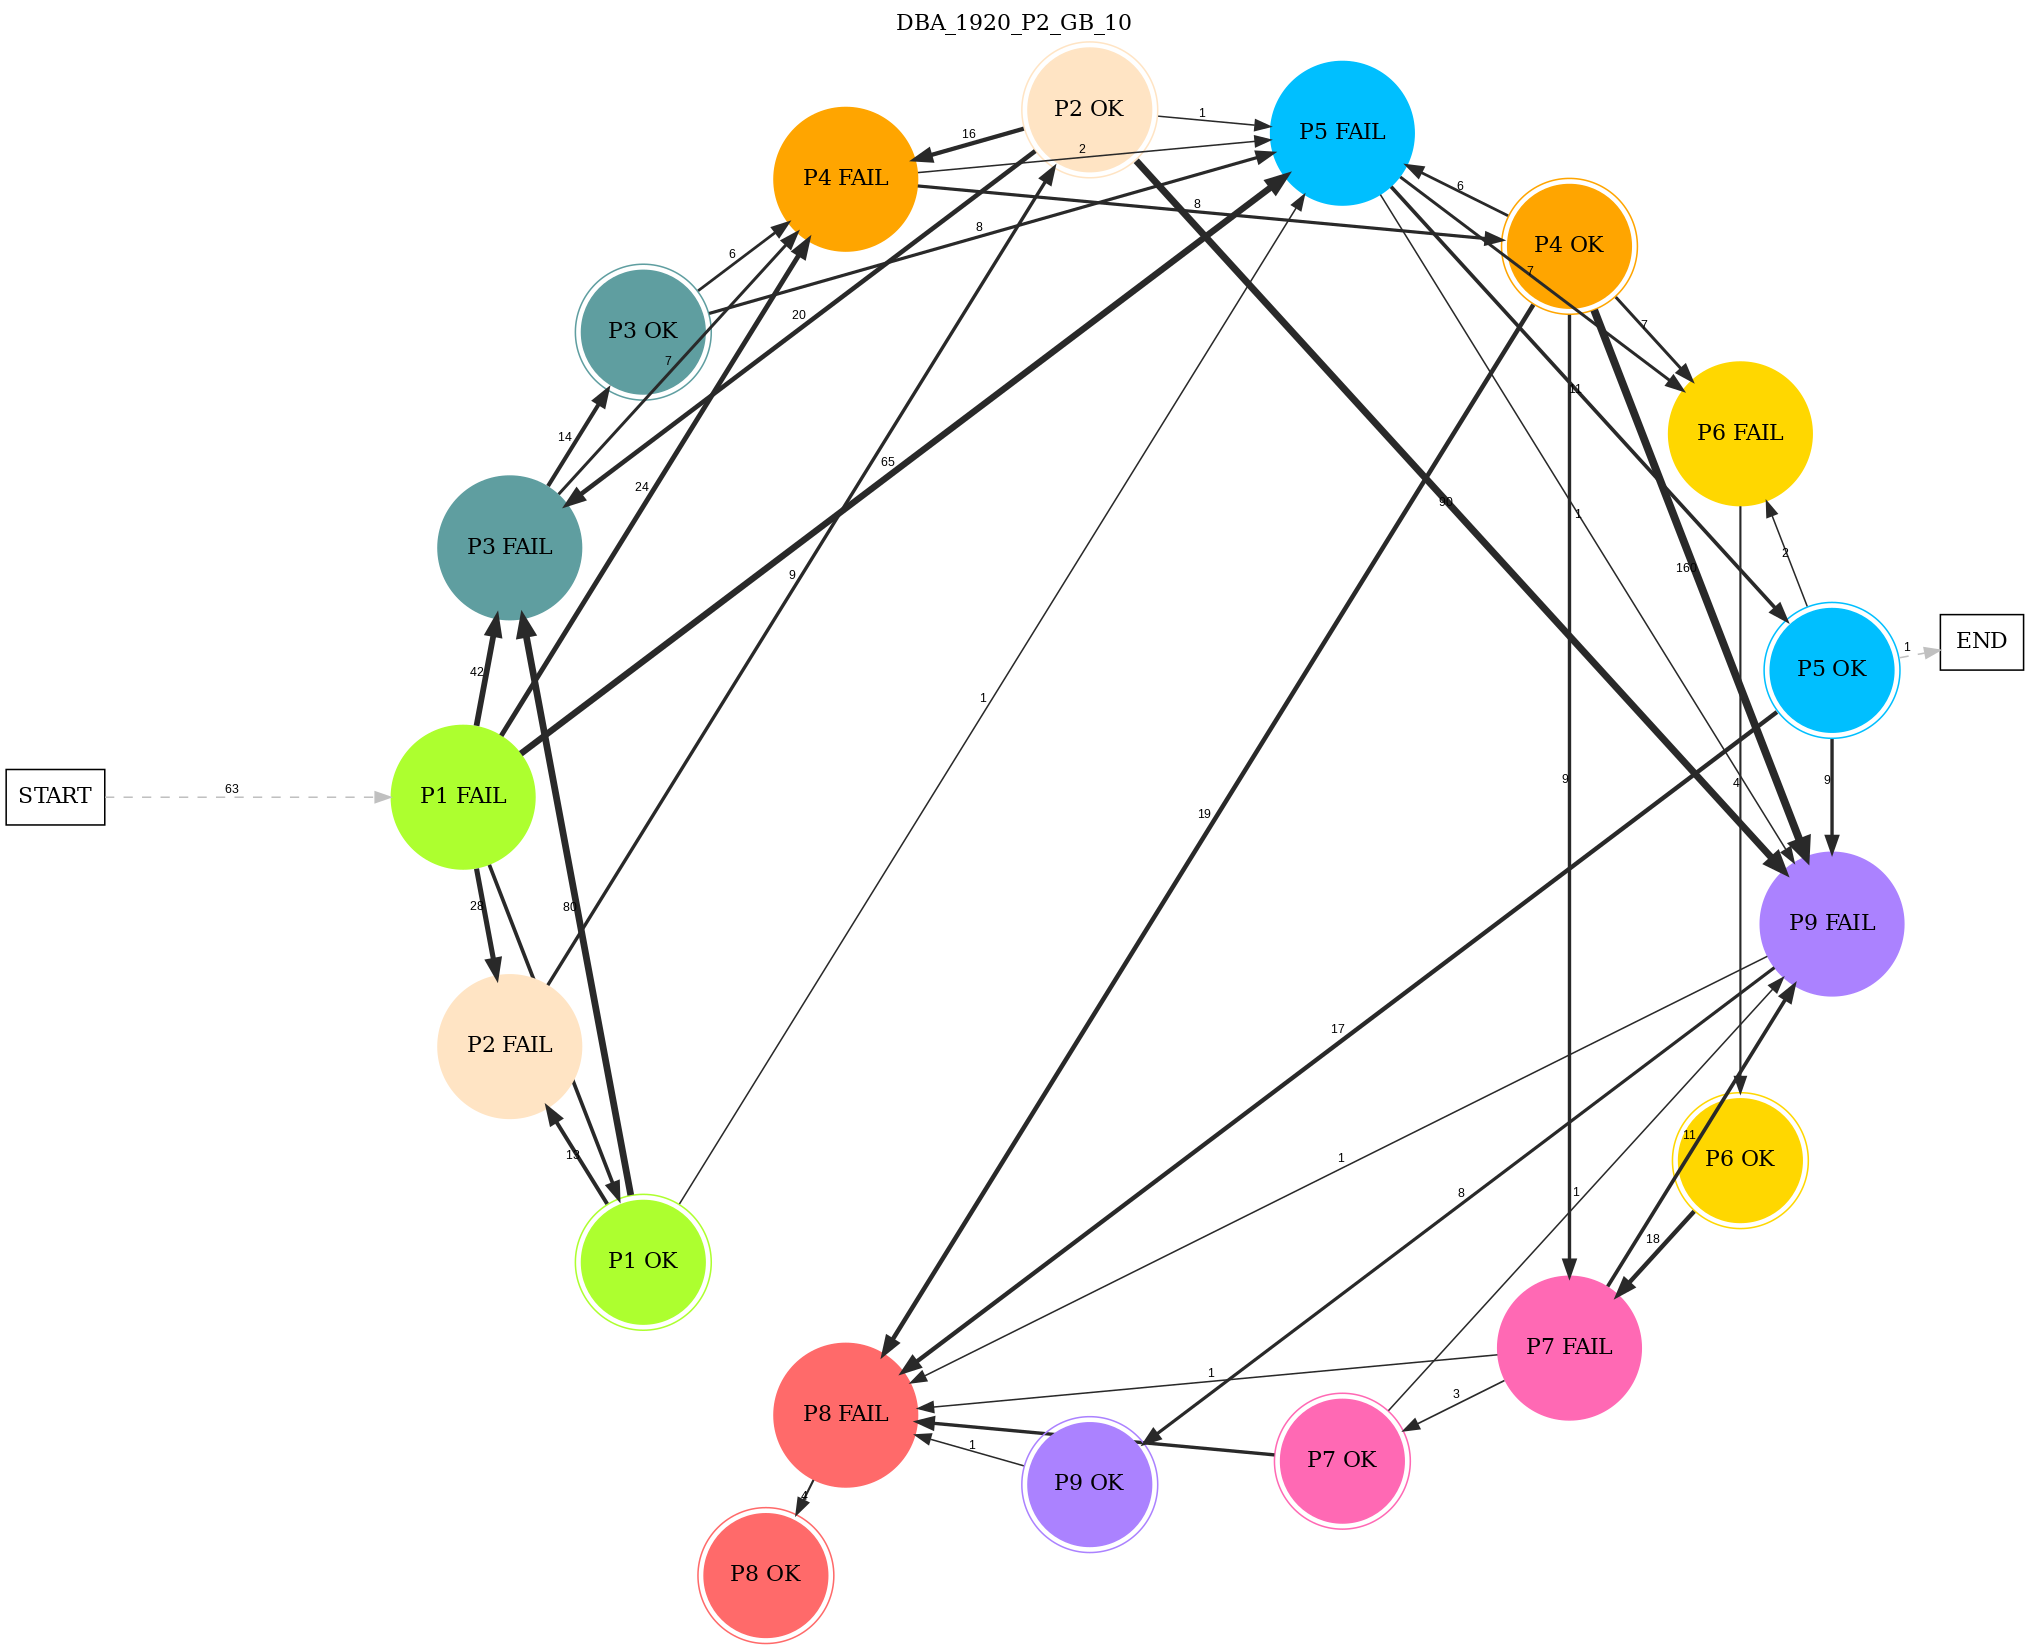 DBA_1920_P2_GB_10
P2 OK
P5 FAIL
1
16
2
P4 FAIL
6
8
P4 OK
8
6
7
7
P3 OK
20
7
11
P6 FAIL
14
65
24
1
P3 FAIL
2
160
9
END
1
P5 OK
42
1
START
63
P1 FAIL
9
4
9
19
28
80
P9 FAIL
17
P2 FAIL
13
1
11
P6 OK
8
1
18
P1 OK
P7 FAIL
1
3
P8 FAIL
1
P9 OK
P7 OK
4
P8 OK